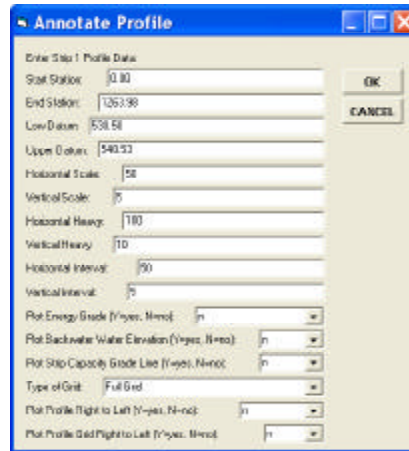 Annotate Profile
Enter Strip 1 Profile Data:
Start Station: 0.00
OK
End Station: 1263.98
CANCEL
Low Datum: 530.50
Upper Datum: 540.53
Horizontal Scale: 50
Vertical Scale: 5
Horizontal Heavy: 100
Vertical Heavy: 10
Horizontal Interval: 50
Vertical Interval: 5
Plot Energy Grade (Y=yes, N=no): n
Plot Backwater Water Elevation (Y=yes, N=no): n
Plot Strip Capacity Grade Line (Y=yes, N=no): n
Type of Grid: Full Grid
Plot Profile Right to Left (Y=yes, N=no): n
Plot Profile Grid Right to Left (Y=yes, N=no): n